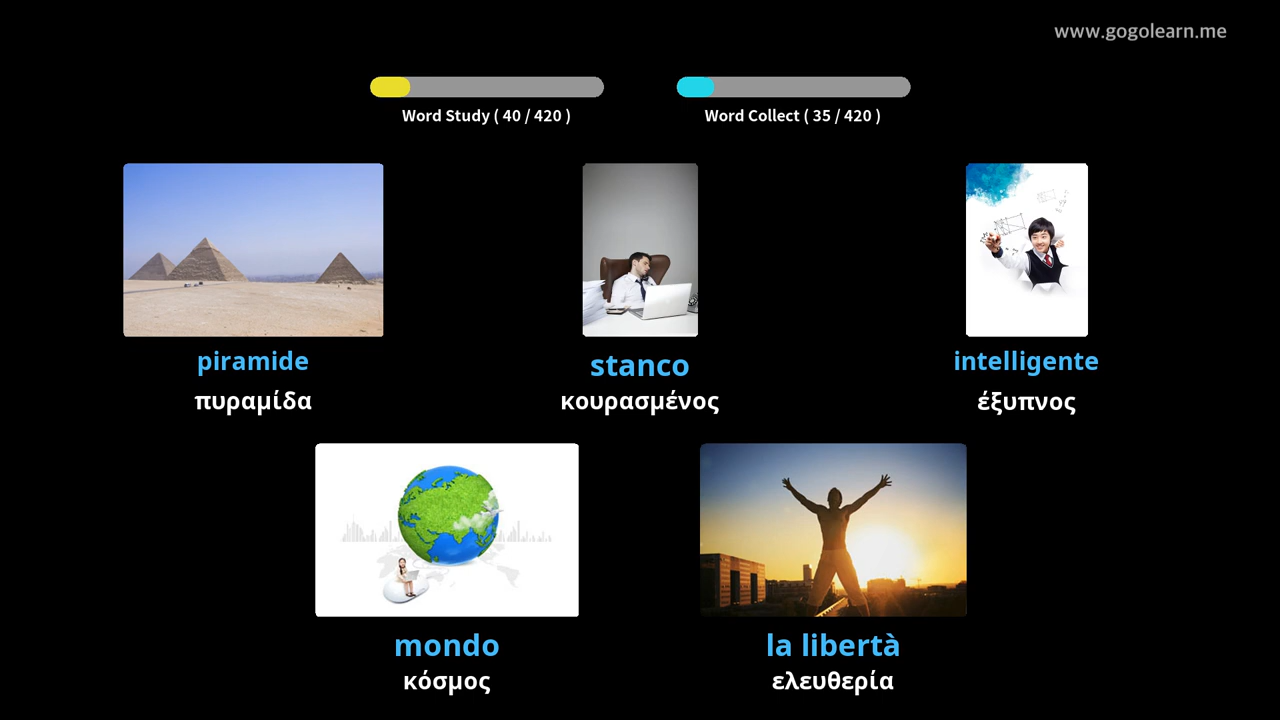 www.gogolearn.me
Word Study ( 40 / 420 )
Word Collect ( 35 / 420 )
piramide
πυραμίδα
stanco
κουρασμένος
intelligente
έξυπνος
mondo
κόσμος
la libertà
ελευθερία